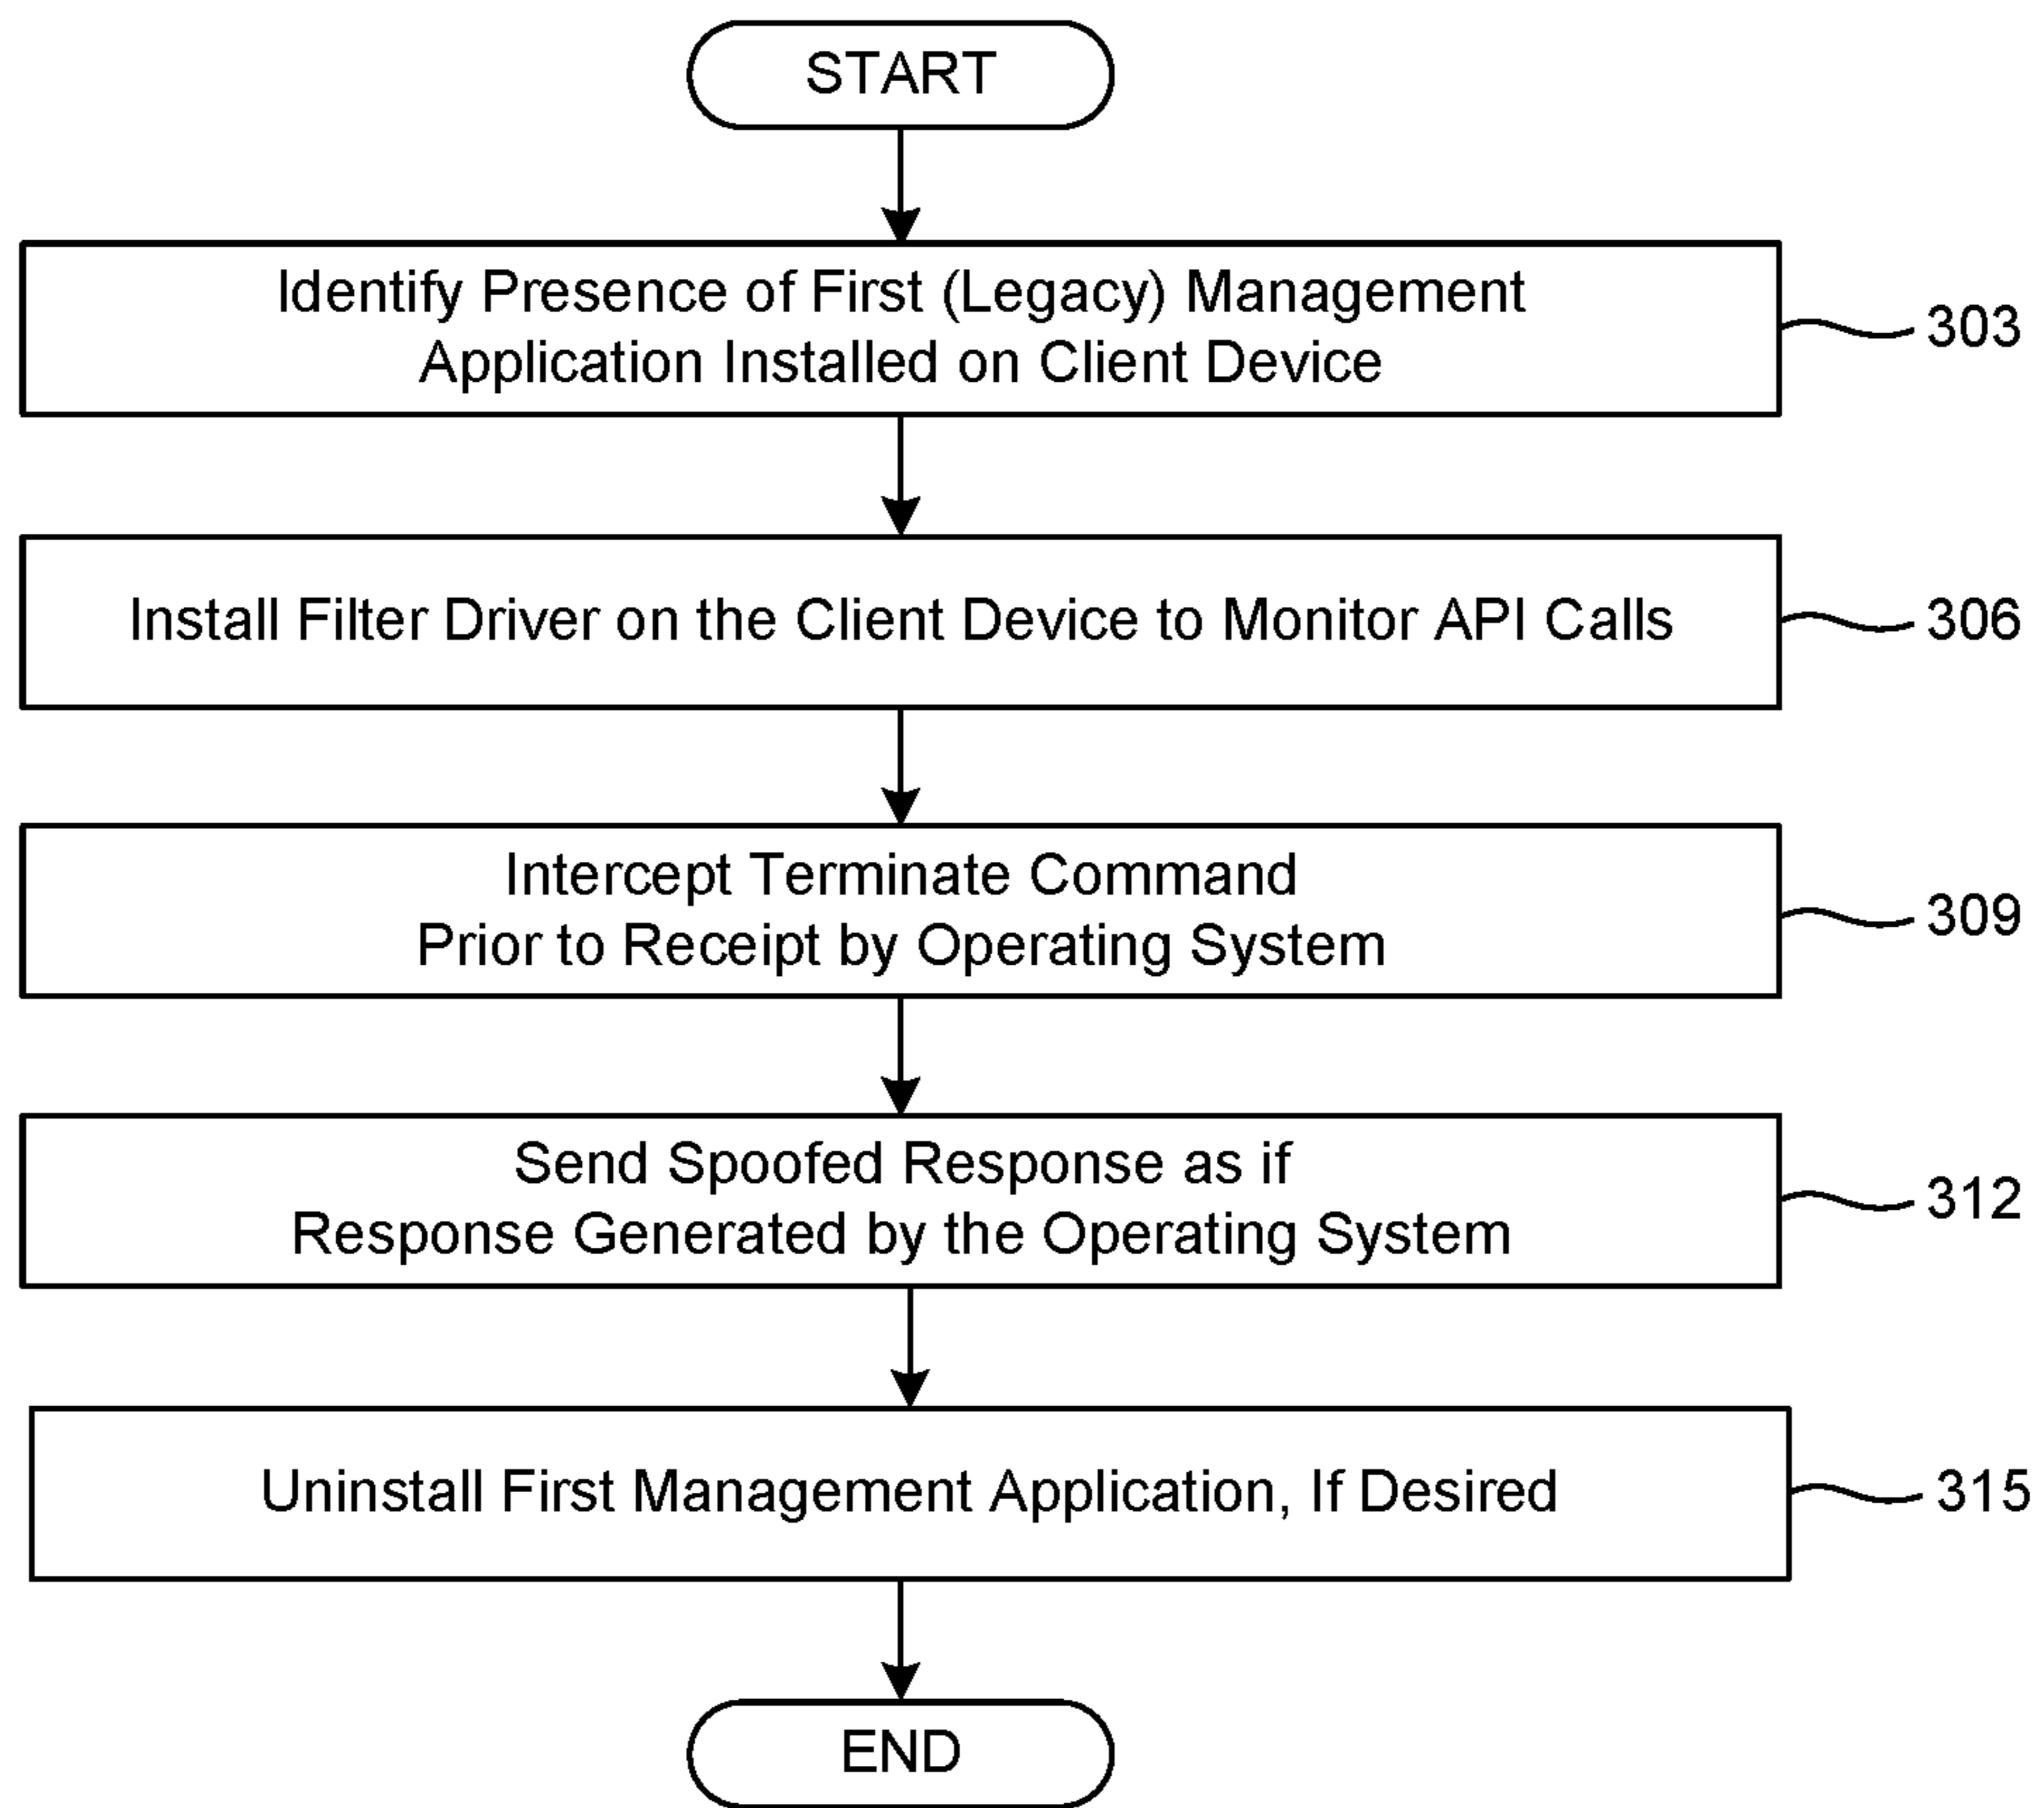 START
Identify Presence of First (Legacy) Management
Application Installed on Client Device
303
Install Filter Driver on the Client Device to Monitor API Calls
306
Intercept Terminate Command
Prior to Receipt by Operating System
309
Send Spoofed Response as if
Response Generated by the Operating System
312
Uninstall First Management Application, If Desired
315
END